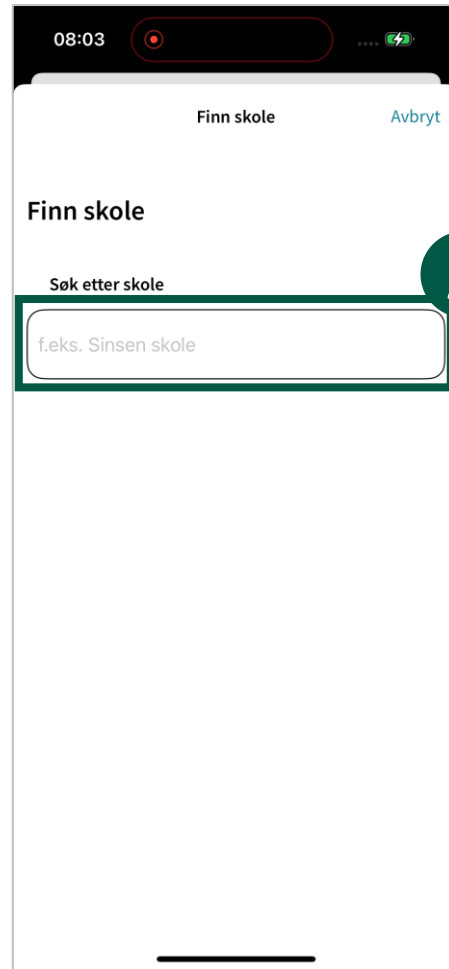 08:03
Finn skole
Avbryt
Finn skole
Søk etter skole
f.eks. Sinsen skole